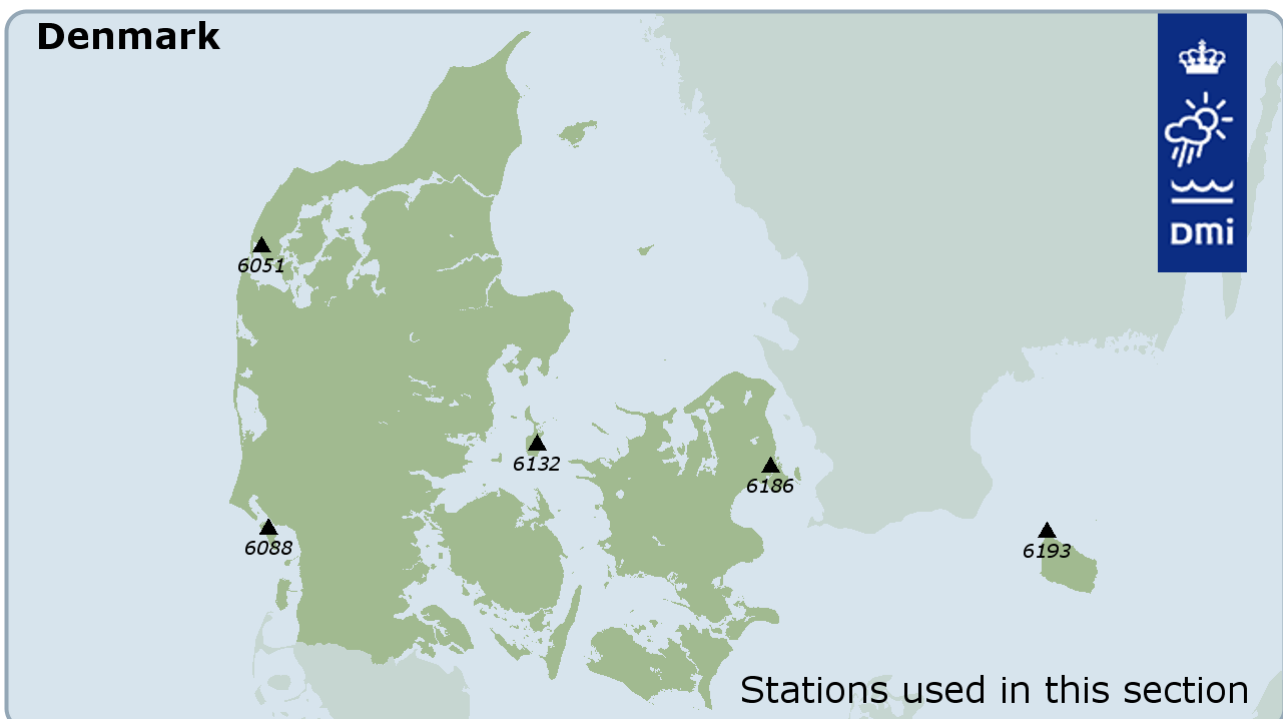 Denmark
DMi
6051
6132
6186
6088
6193
Stations used in this section